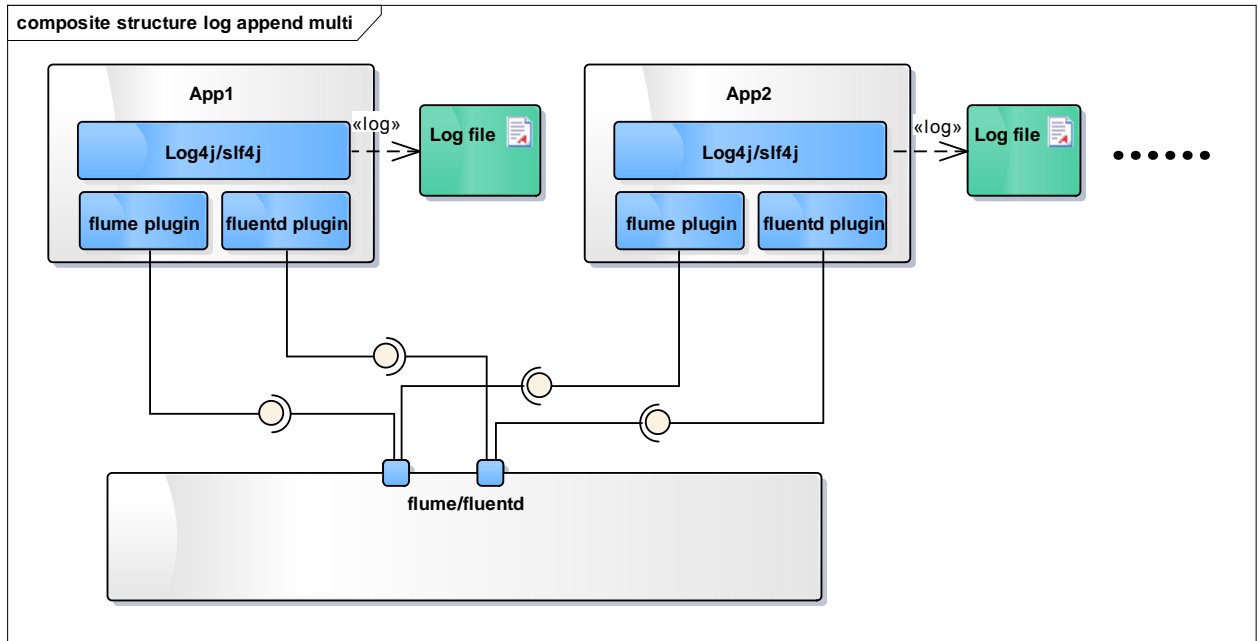 composite structure log append multi
App1
Log4j/slf4j
flume plugin
fluentd plugin
«log»
Log file
App2
Log4j/slf4j
flume plugin
fluentd plugin
«log»
Log file
flume/fluentd